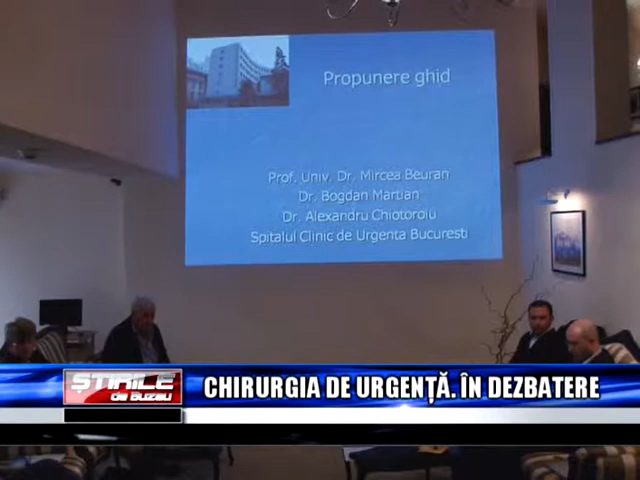 Propunere ghid
Prof. Univ. Dr. Mircea Beuran
Dr. Bogdan Martian
Dr. Alexandru Chiotoroiu
Spitalul Clinic de Urgenta Bucuresti
ȘTIRILE
de Buzau
CHIRURGIA DE URGENȚĂ. ÎN DEZBATERE